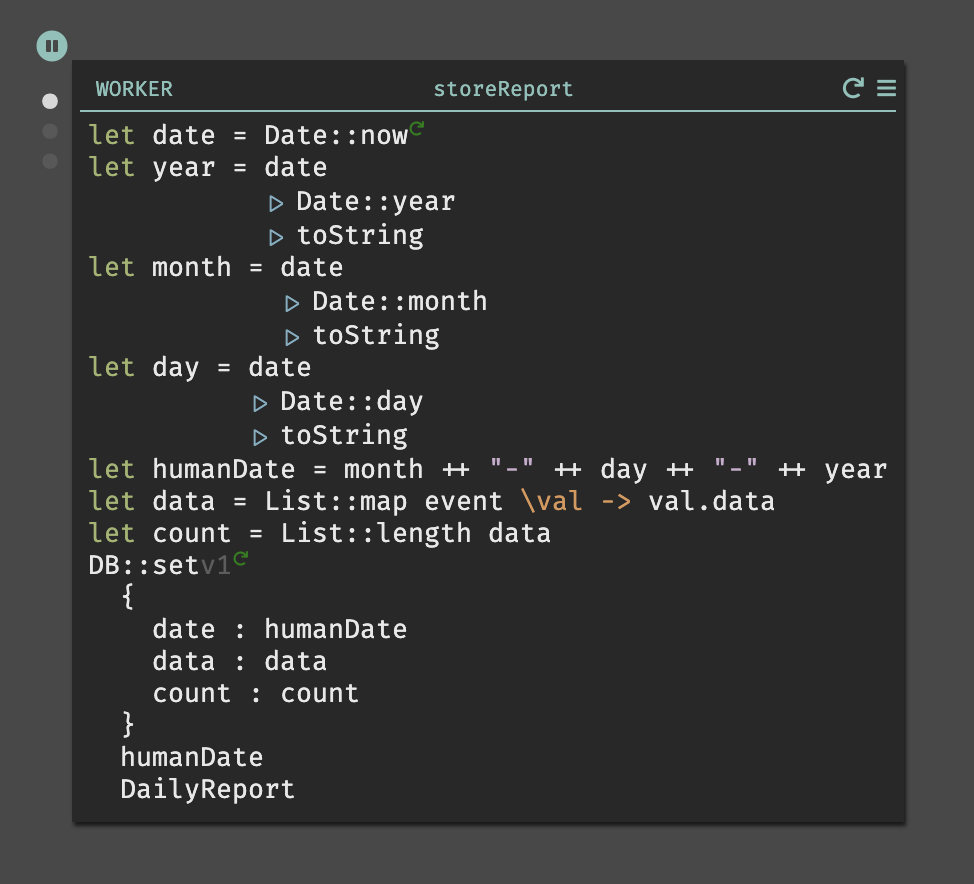 WORKER storeReport
let date = Date::now
let year = date
▷ Date::year
▷ toString
let month = date
▷ Date::month
▷ toString
let day = date
▷ Date::day
▷ toString
let humanDate = month ++ "-" ++ day ++ "-" ++ year
let data = List::map event \val -> val.data
let count = List::length data
DB::setv1
{
date : humanDate
data : data
count : count
}
humanDate
DailyReport